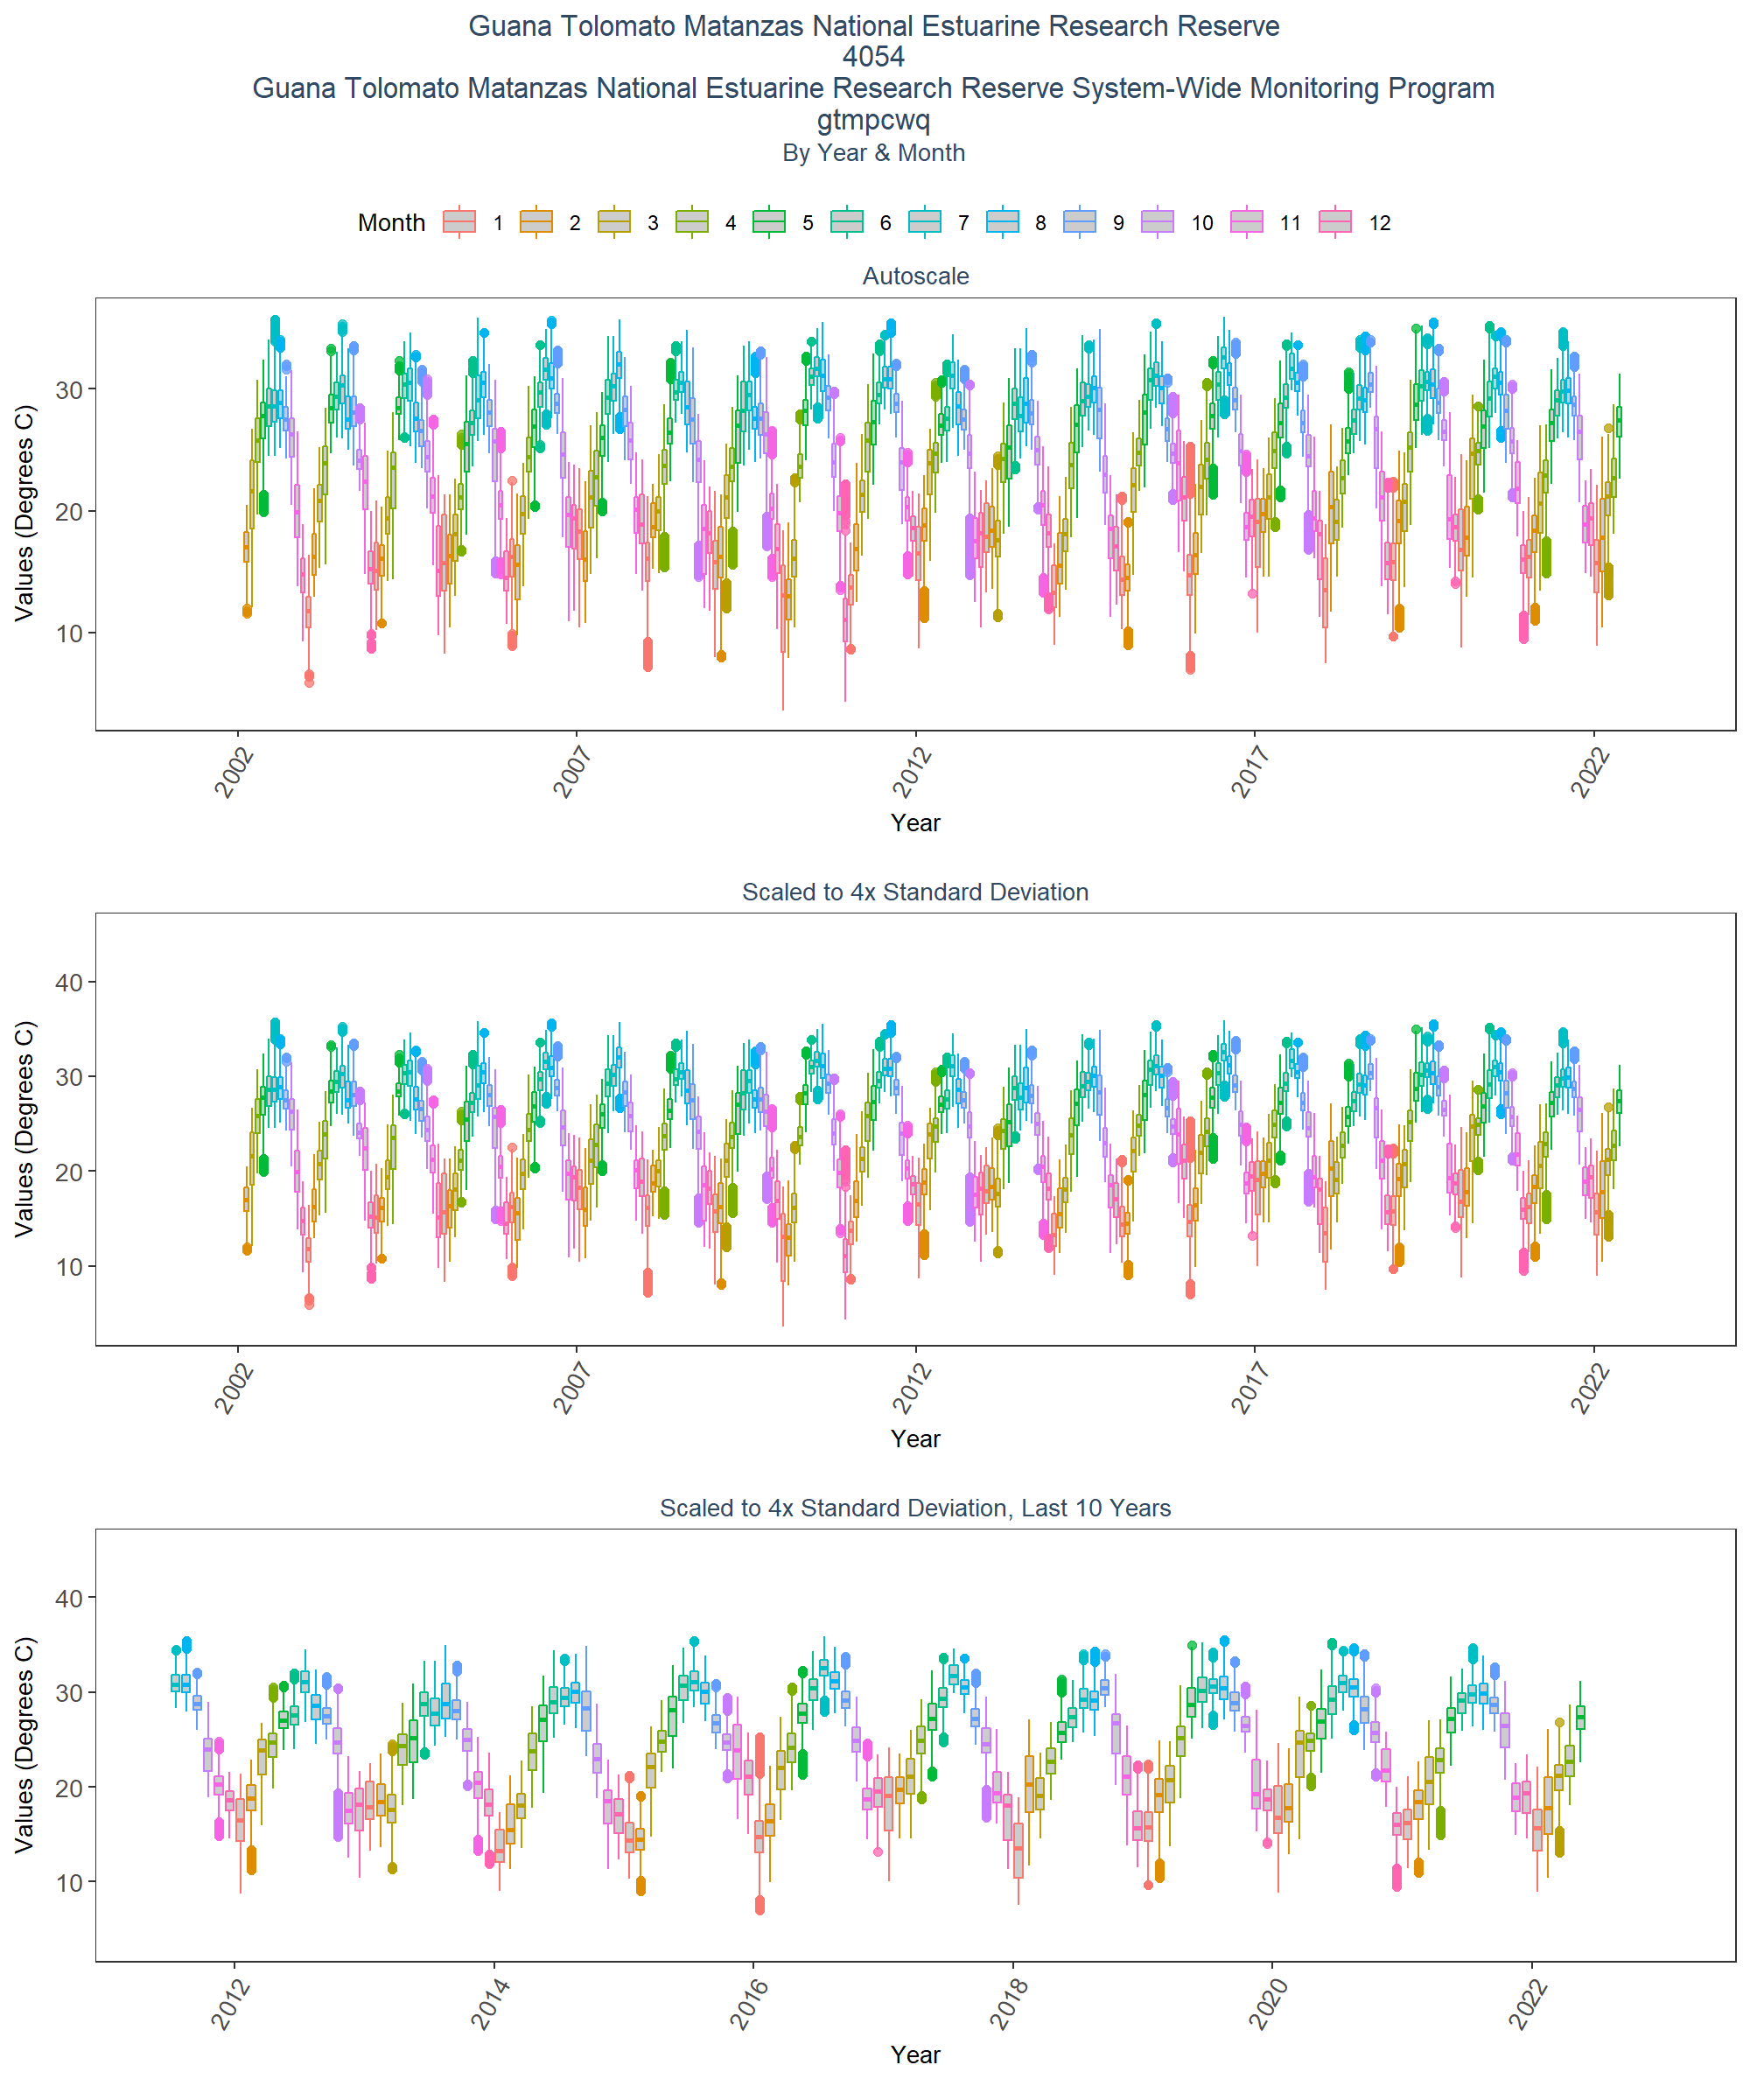 Guana Tolomato Matanzas National Estuarine Research Reserve
4054
Guana Tolomato Matanzas National Estuarine Research Reserve System-Wide Monitoring Program
gtmpcwq
By Year & Month
Month 1 2 3 4 5 6 7 8 9 10 11 12
Autoscale
Values (Degrees C)
30
20
10
2002 2007 2012 2017 2022
Year
Scaled to 4x Standard Deviation
Values (Degrees C)
40
30
20
10
2002 2007 2012 2017 2022
Year
Scaled to 4x Standard Deviation, Last 10 Years
Values (Degrees C)
40
30
20
10
2012 2014 2016 2018 2020 2022
Year